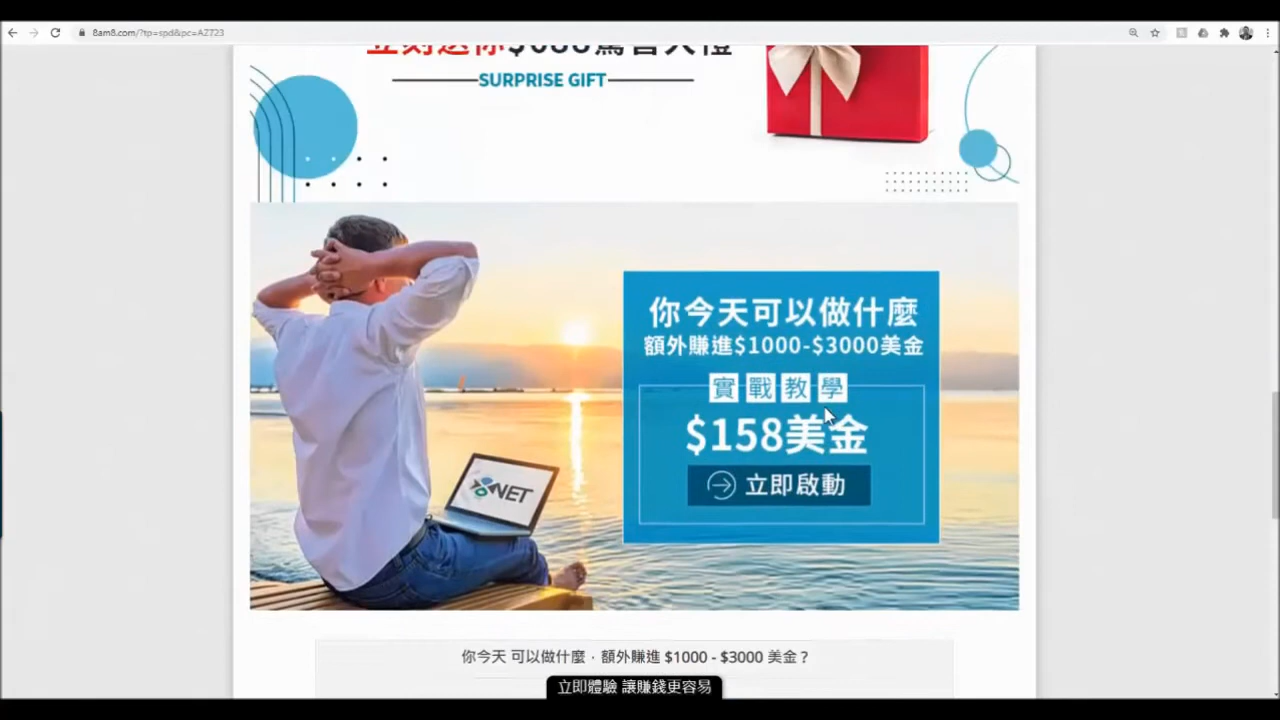 8am8.com/?tp=spd&pc=AZ723
SURPRISE GIFT
你今天可以做什麼
額外賺進$1000-$3000美金
實戰教學
$158美金
立即啟動
NET
你今天 可以做什麼．額外賺進 $1000 - $3000 美金？
立即體驗 讓賺錢更容易